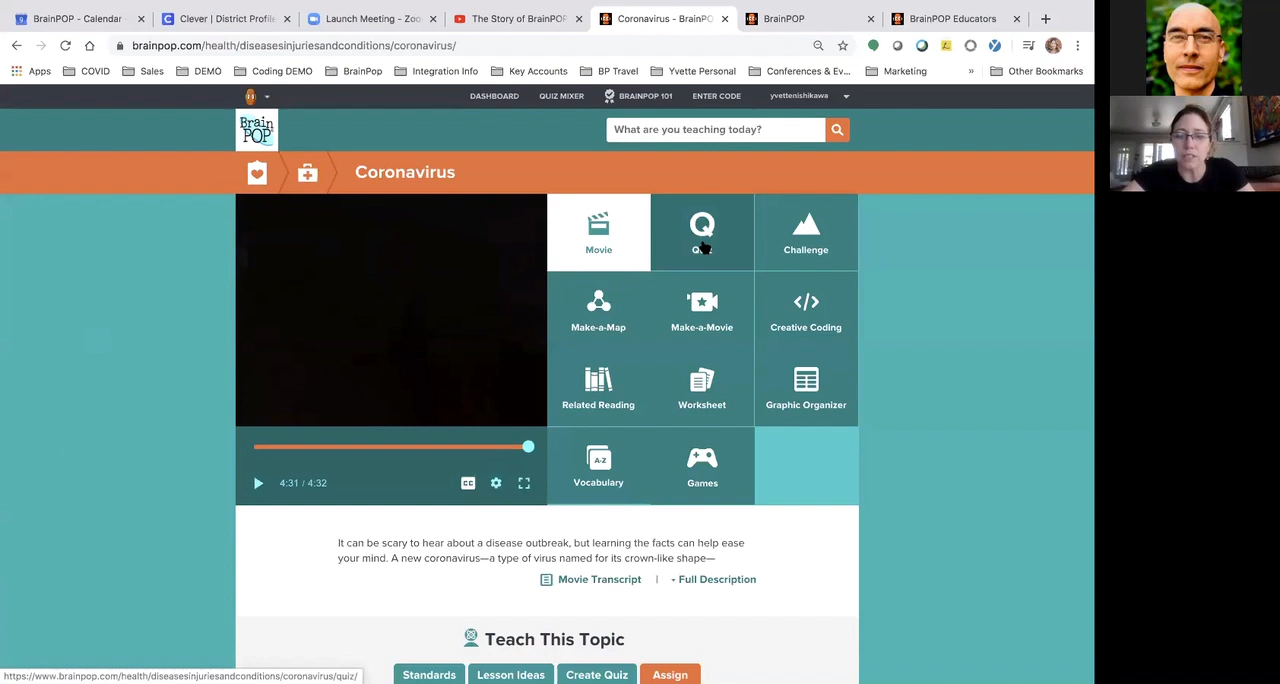 BrainPOP - Calendar -
Clever | District Profile
Launch Meeting - Zoo
The Story of BrainPOP
Coronavirus - BrainPO
BrainPOP
BrainPOP Educators
brainpop.com/health/diseasesinjuriesandconditions/coronavirus/
Apps
COVID
Sales
DEMO
Coding DEMO
BrainPop
Integration Info
Key Accounts
BP Travel
Yvette Personal
Conferences & Ev...
Marketing
»
Other Bookmarks
DASHBOARD
QUIZ MIXER
BRAINPOP 101
ENTER CODE
yvettenishikawa
Brain
POP
What are you teaching today?
Coronavirus
Movie
Q
Challenge
Make-a-Map
Make-a-Movie
Creative Coding
Related Reading
Worksheet
Graphic Organizer
A-Z
Vocabulary
Games
4:31 / 4:32
CC
It can be scary to hear about a disease outbreak, but learning the facts can help ease
your mind. A new coronavirus—a type of virus named for its crown-like shape—
Movie Transcript | Full Description
Teach This Topic
Standards
Lesson Ideas
Create Quiz
Assign
https://www.brainpop.com/health/diseasesinjuriesandconditions/coronavirus/quiz/